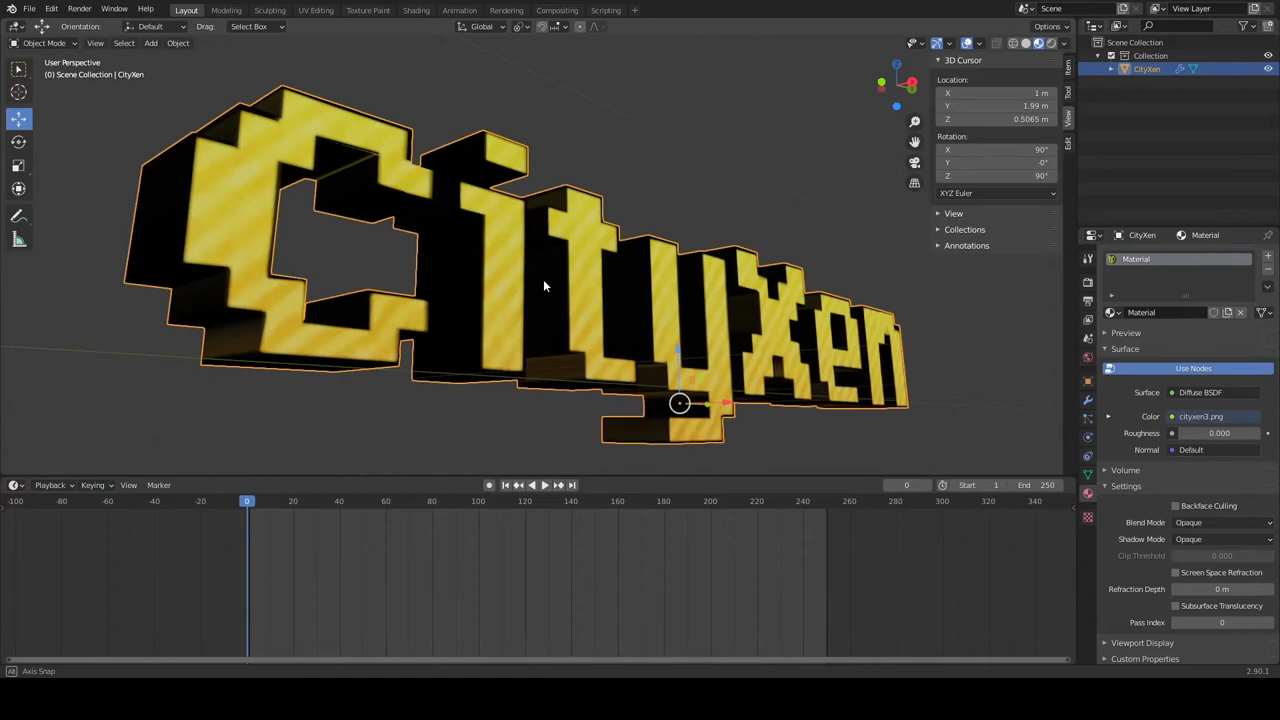 File Edit Render Window Help Layout Modeling Sculpting UV Editing Texture Paint Shading Animation Rendering Compositing Scripting + Scene View Layer
Orientation: Default Drag: Select Box Global Options
Object Mode View Select Add Object
User Perspective
(0) Scene Collection | CityXen
Cityxen
3D Cursor
Location:
X 1 m
Y 1.99 m
Z 0.5065 m
Rotation:
X 90°
Y -0°
Z 90°
XYZ Euler
View
Collections
Annotations
Item
Tool
View
Edit
Scene Collection
Collection
CityXen
CityXen Material
Material
Material
Preview
Surface
Use Nodes
Surface Diffuse BSDF
Color cityxen3.png
Roughness 0.000
Normal Default
Volume
Settings
Backface Culling
Blend Mode Opaque
Shadow Mode Opaque
Clip Threshold 0.000
Screen Space Refraction
Refraction Depth 0 m
Subsurface Translucency
Pass Index 0
Viewport Display
Custom Properties
Playback Keying View Marker 0 Start 1 End 250
-100 -80 -60 -40 -20 0 20 40 60 80 100 120 140 160 180 200 220 240 260 280 300 320 340
Alt Axis Snap 2.90.1